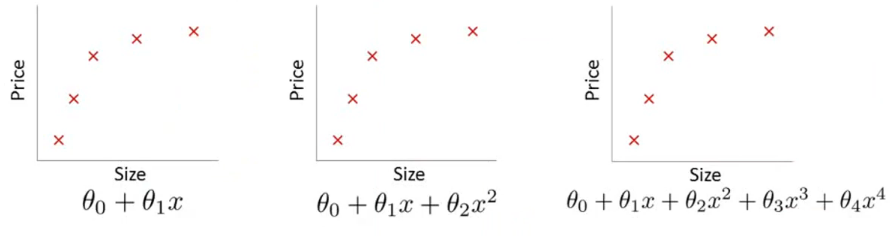 Price
Size
θ₀ + θ₁x
Price
Size
θ₀ + θ₁x + θ₂x²
Price
Size
θ₀ + θ₁x + θ₂x² + θ₃x³ + θ₄x⁴